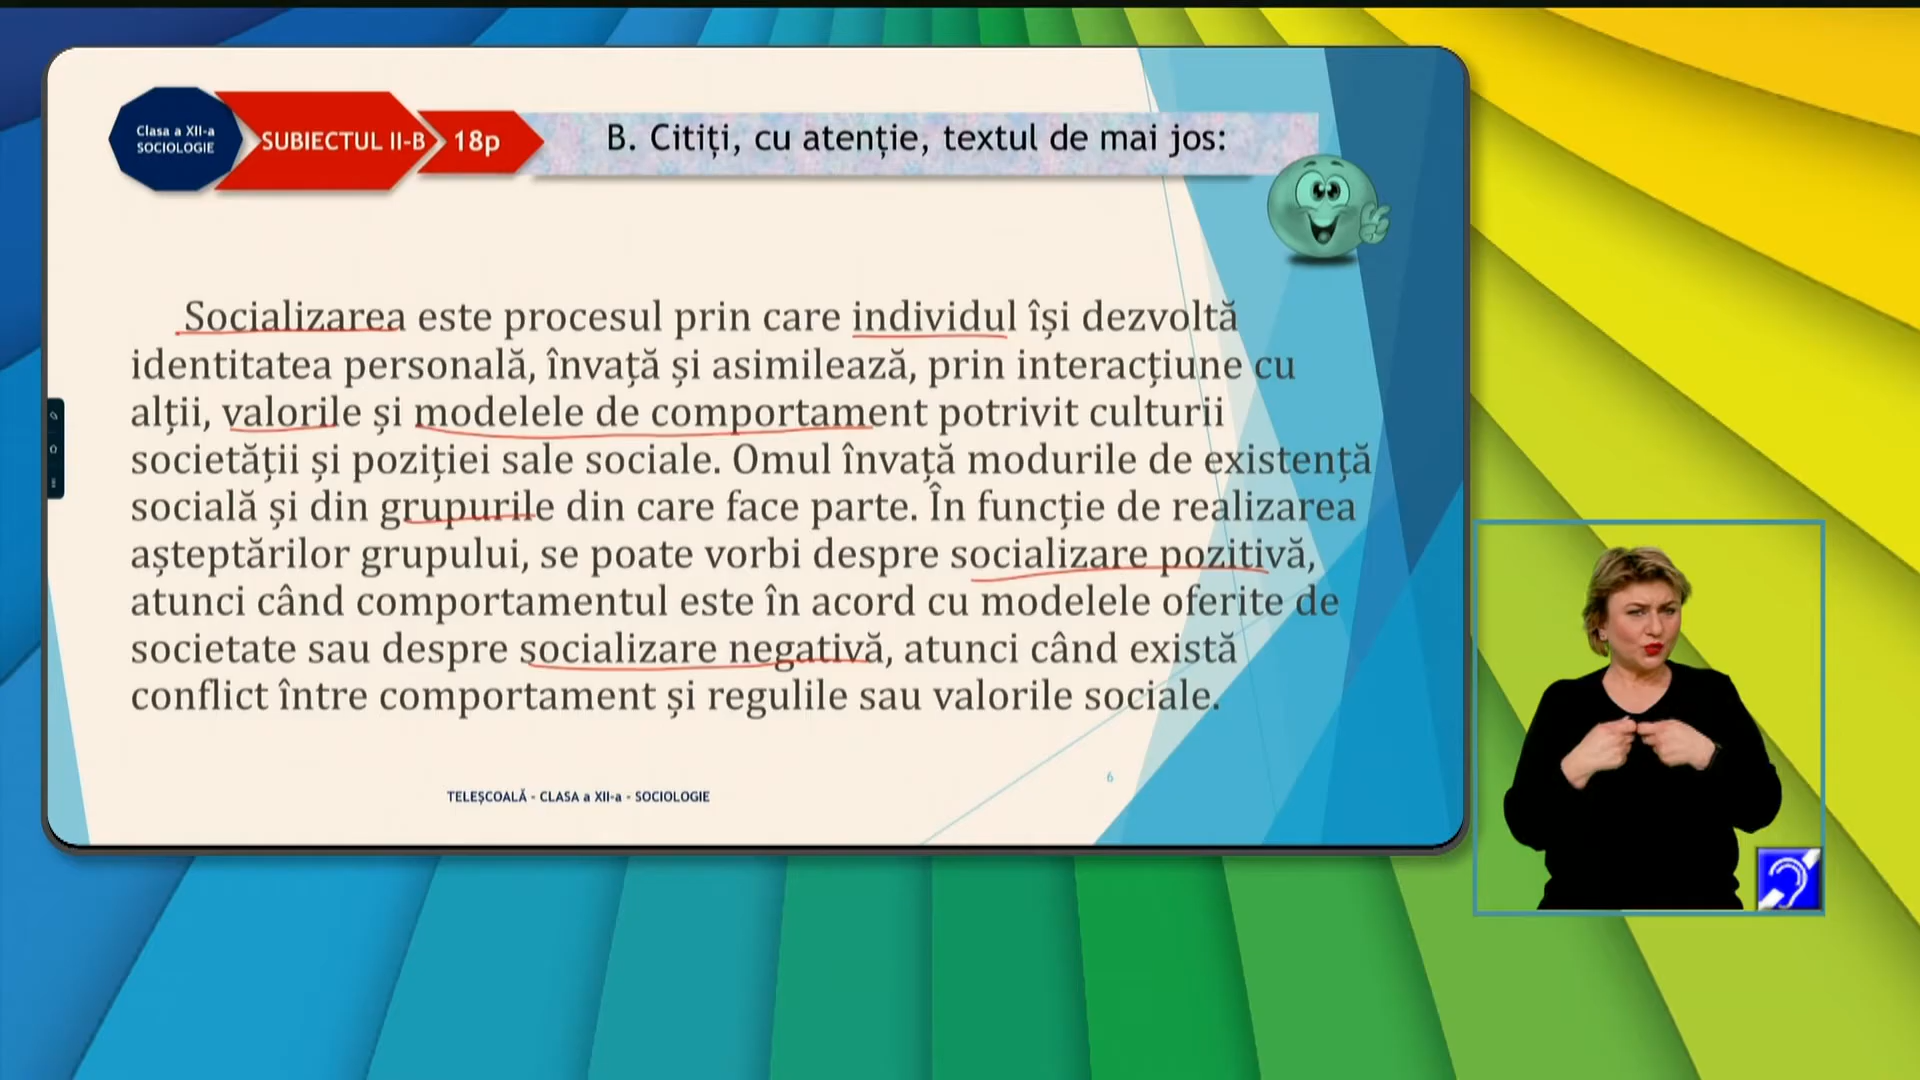 Clasa a XII-a
SOCIOLOGIE
SUBIECTUL II-B
18p
B. Citiți, cu atenție, textul de mai jos:
Socializarea este procesul prin care individul își dezvoltă
identitatea personală, învață și asimilează, prin interacțiune cu
alții, valorile și modelele de comportament potrivit culturii
societății și poziției sale sociale. Omul învață modurile de existență
socială și din grupurile din care face parte. În funcție de realizarea
așteptărilor grupului, se poate vorbi despre socializare pozitivă,
atunci când comportamentul este în acord cu modelele oferite de
societate sau despre socializare negativă, atunci când există
conflict între comportament și regulile sau valorile sociale.
6
TELEȘCOALĂ - CLASA a XII-a - SOCIOLOGIE